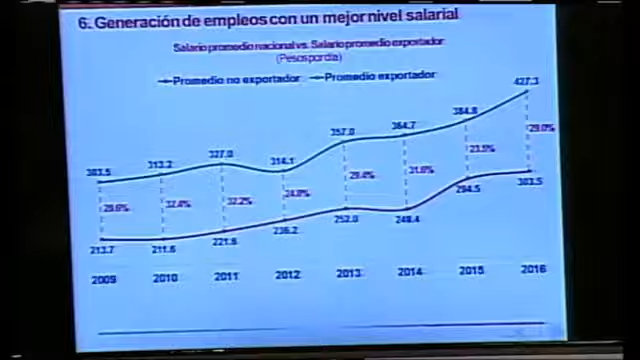 6. Generación de empleos con un mejor nivel salarial
Salario promedio nacional vs. Salario promedio exportador
(Pesos por día)
Promedio no exportador Promedio exportador
303.5 313.2 327.0 314.1 357.0 364.7 384.8 427.3
29.6% 32.4% 32.2% 24.8% 29.4% 31.6% 23.5% 29.0%
213.7 211.6 221.6 236.2 252.0 249.4 294.5 303.5
2009 2010 2011 2012 2013 2014 2015 2016